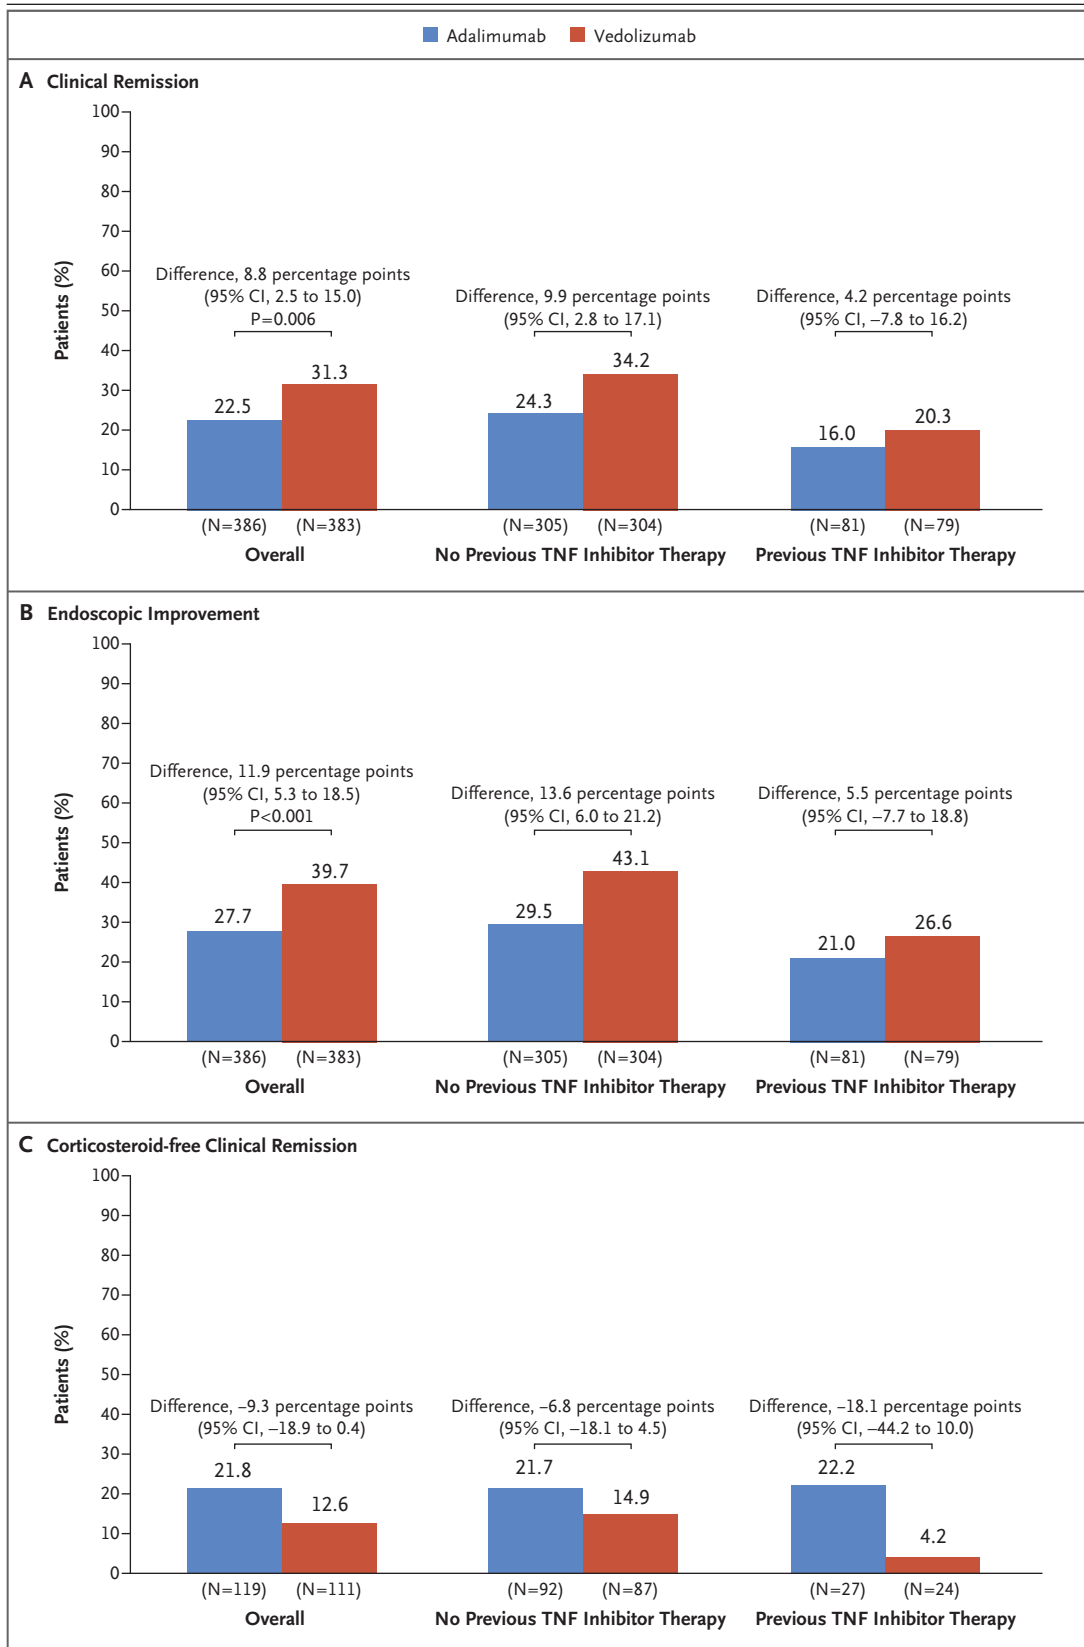 Adalimumab Vedolizumab
A Clinical Remission
100
90
80
70
60
50
40
30
20
10
0
Patients (%)
Difference, 8.8 percentage points
(95% CI, 2.5 to 15.0)
P=0.006
22.5
31.3
(N=386) (N=383)
Overall
Difference, 9.9 percentage points
(95% CI, 2.8 to 17.1)
24.3
34.2
(N=305) (N=304)
No Previous TNF Inhibitor Therapy
Difference, 4.2 percentage points
(95% CI, –7.8 to 16.2)
16.0
20.3
(N=81) (N=79)
Previous TNF Inhibitor Therapy
B Endoscopic Improvement
100
90
80
70
60
50
40
30
20
10
0
Patients (%)
Difference, 11.9 percentage points
(95% CI, 5.3 to 18.5)
P<0.001
27.7
39.7
(N=386) (N=383)
Overall
Difference, 13.6 percentage points
(95% CI, 6.0 to 21.2)
29.5
43.1
(N=305) (N=304)
No Previous TNF Inhibitor Therapy
Difference, 5.5 percentage points
(95% CI, –7.7 to 18.8)
21.0
26.6
(N=81) (N=79)
Previous TNF Inhibitor Therapy
C Corticosteroid-free Clinical Remission
100
90
80
70
60
50
40
30
20
10
0
Patients (%)
Difference, –9.3 percentage points
(95% CI, –18.9 to 0.4)
21.8
12.6
(N=119) (N=111)
Overall
Difference, –6.8 percentage points
(95% CI, –18.1 to 4.5)
21.7
14.9
(N=92) (N=87)
No Previous TNF Inhibitor Therapy
Difference, –18.1 percentage points
(95% CI, –44.2 to 10.0)
22.2
4.2
(N=27) (N=24)
Previous TNF Inhibitor Therapy